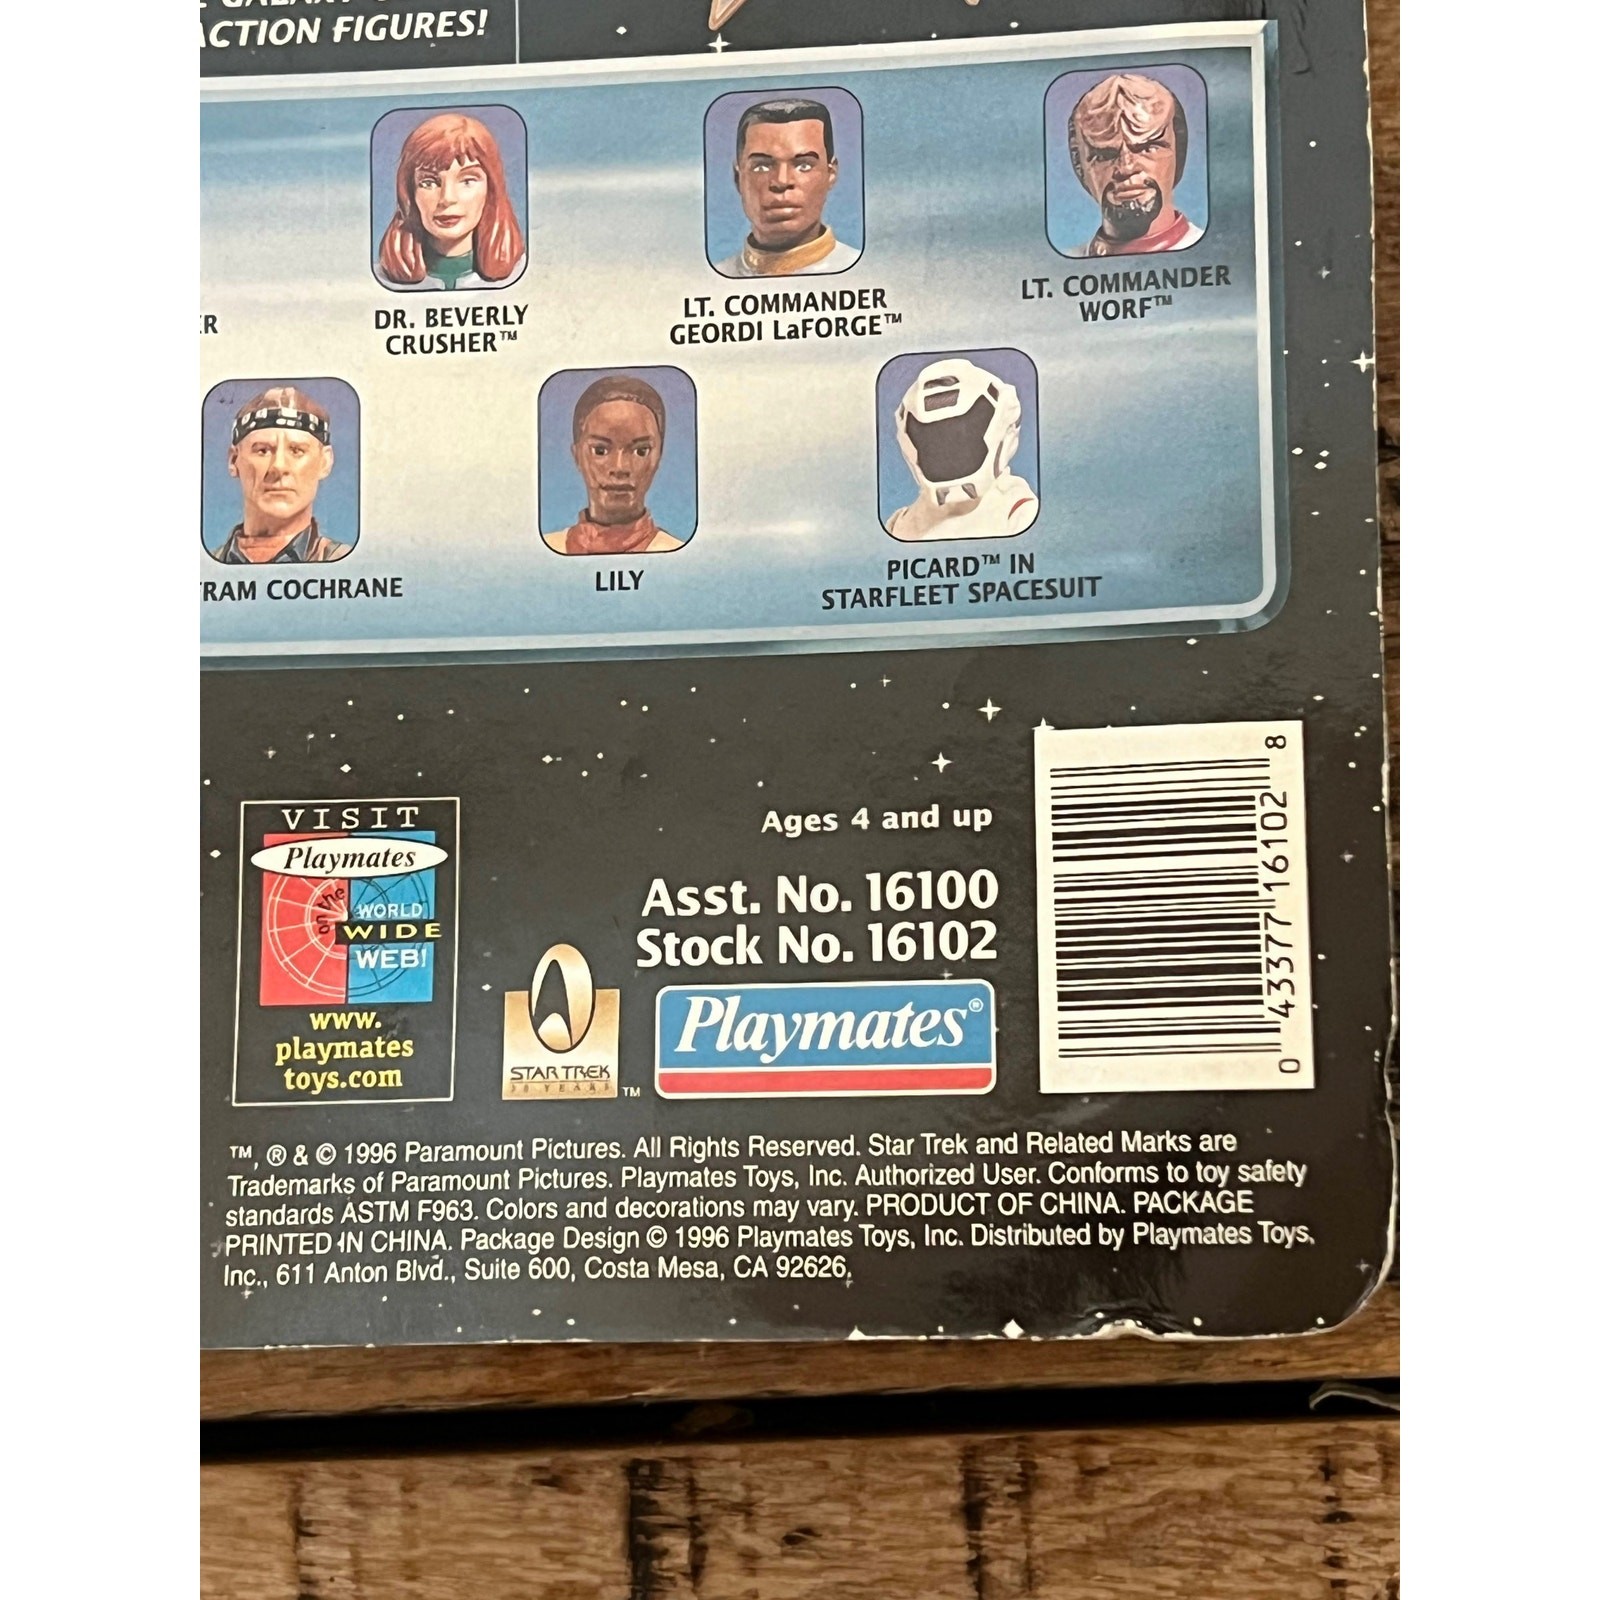 ACTION FIGURES!
DR. BEVERLY
CRUSHER™
LT. COMMANDER
GEORDI LaFORGE™
LT. COMMANDER
WORF™
RAM COCHRANE
LILY
PICARD™ IN
STARFLEET SPACESUIT
VISIT
Playmates
on the
WORLD
WIDE
WEB!
www.
playmates
toys.com
Ages 4 and up
Asst. No. 16100
Stock No. 16102
STAR TREK
30 YEARS
™
Playmates®
0 43377 16102 8
™, ® & © 1996 Paramount Pictures. All Rights Reserved. Star Trek and Related Marks are
Trademarks of Paramount Pictures. Playmates Toys, Inc. Authorized User. Conforms to toy safety
standards ASTM F963. Colors and decorations may vary. PRODUCT OF CHINA. PACKAGE
PRINTED IN CHINA. Package Design © 1996 Playmates Toys, Inc. Distributed by Playmates Toys,
Inc., 611 Anton Blvd., Suite 600, Costa Mesa, CA 92626.